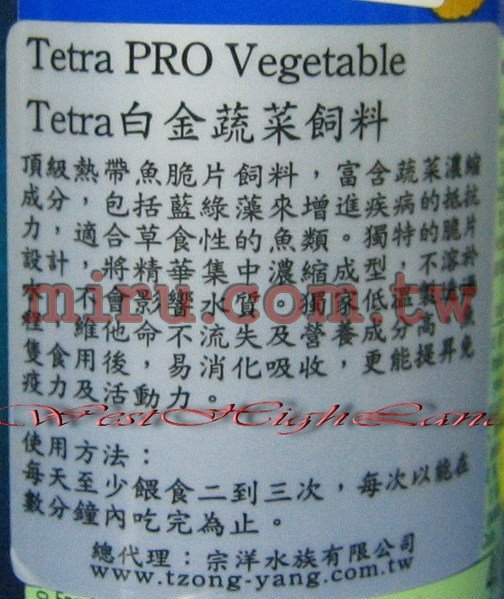 Tetra PRO Vegetable
Tetra白金蔬菜飼料
頂級熱帶魚脆片飼料，富含蔬菜濃縮
成分，包括藍綠藻來增進疾病的抵抗
力，適合草食性的魚類。獨特的脆片
設計，將精華集中濃縮成型，不溶於
水，不會影響水質。獨家低溫製造過
程，維他命不流失及營養成分高，魚
隻食用後，易消化吸收，更能提昇免
疫力及活動力。
miru.com.tw
West High Land
使用方法：
每天至少餵食二到三次，每次以能在
數分鐘內吃完為止。
總代理：宗洋水族有限公司
www.tzong-yang.com.tw